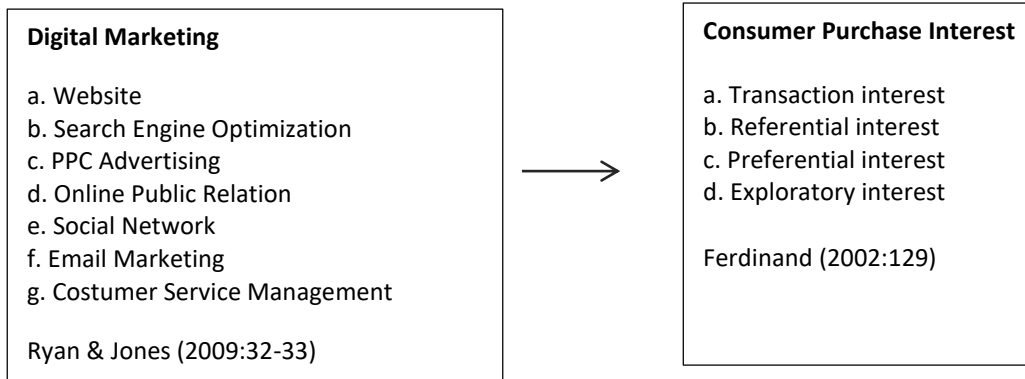 Digital Marketing
a. Website
b. Search Engine Optimization
c. PPC Advertising
d. Online Public Relation
e. Social Network
f. Email Marketing
g. Costumer Service Management
Ryan & Jones (2009:32-33)
Consumer Purchase Interest
a. Transaction interest
b. Referential interest
c. Preferential interest
d. Exploratory interest
Ferdinand (2002:129)